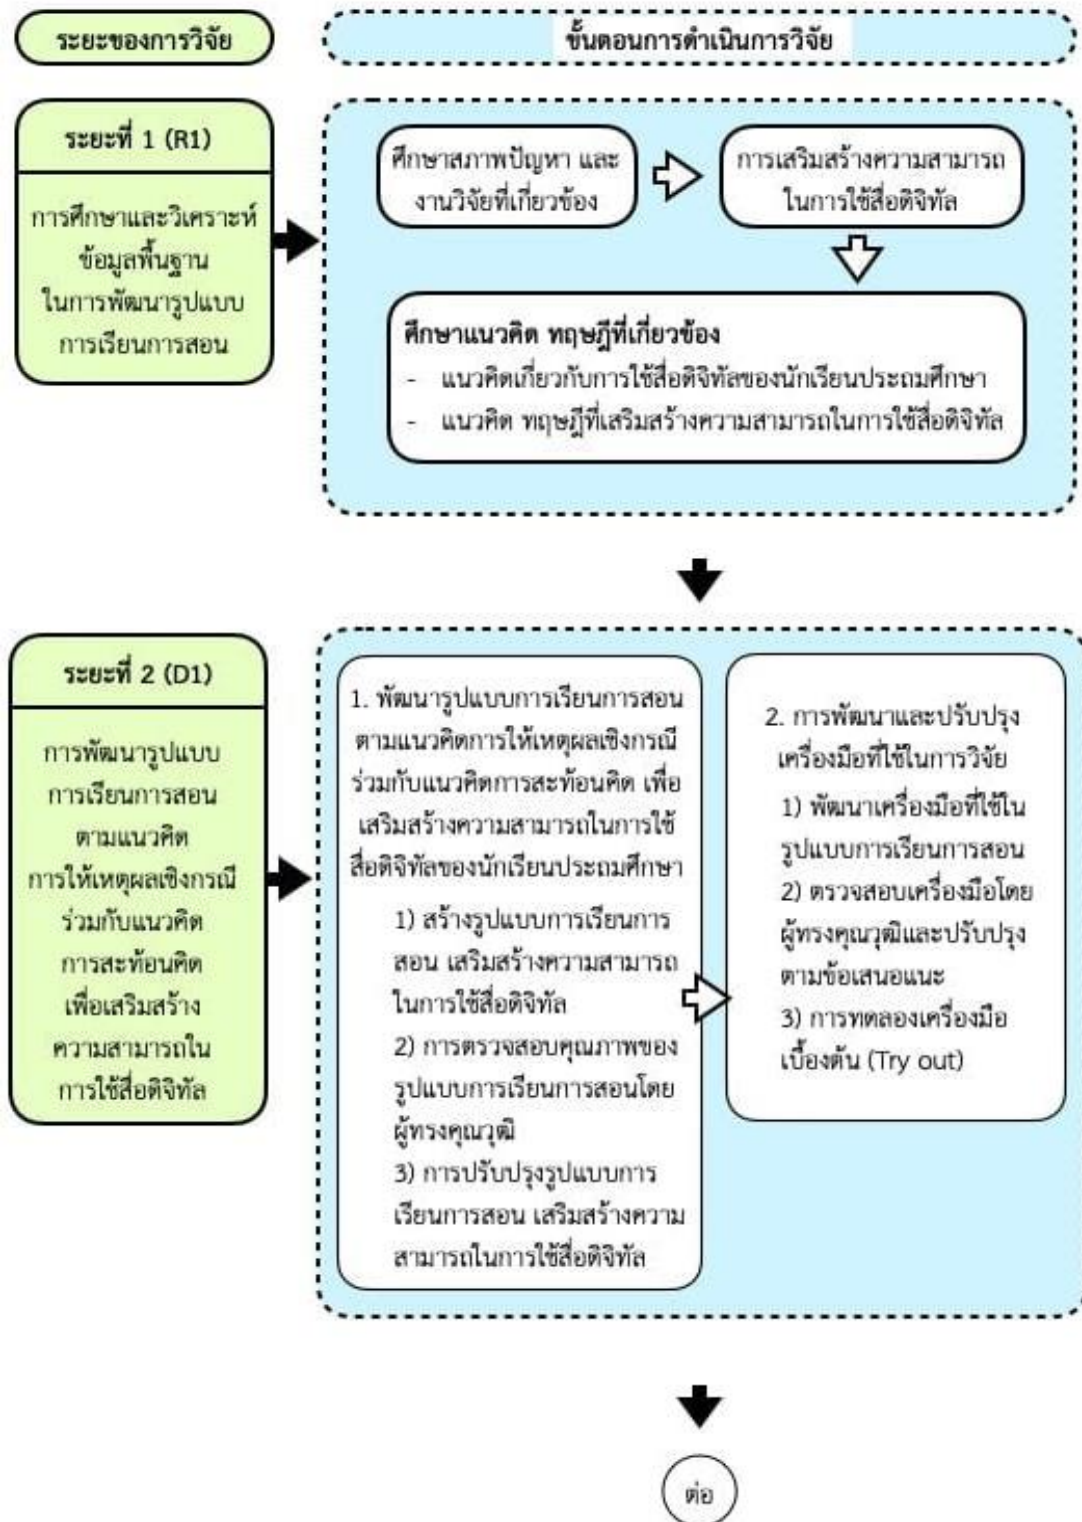 ระยะของการวิจัย
ขั้นตอนการดำเนินการวิจัย
ระยะที่ 1 (R1)
การศึกษาและวิเคราะห์
ข้อมูลพื้นฐาน
ในการพัฒนารูปแบบ
การเรียนการสอน
ศึกษาสภาพปัญหา และ
งานวิจัยที่เกี่ยวข้อง
การเสริมสร้างความสามารถ
ในการใช้สื่อดิจิทัล
ศึกษาแนวคิด ทฤษฎีที่เกี่ยวข้อง
- แนวคิดเกี่ยวกับการใช้สื่อดิจิทัลของนักเรียนประถมศึกษา
- แนวคิด ทฤษฎีที่เสริมสร้างความสามารถในการใช้สื่อดิจิทัล
ระยะที่ 2 (D1)
การพัฒนารูปแบบ
การเรียนการสอน
ตามแนวคิด
การให้เหตุผลเชิงกรณี
ร่วมกับแนวคิด
การสะท้อนคิด
เพื่อเสริมสร้าง
ความสามารถใน
การใช้สื่อดิจิทัล
1. พัฒนารูปแบบการเรียนการสอน
ตามแนวคิดการให้เหตุผลเชิงกรณี
ร่วมกับแนวคิดการสะท้อนคิด เพื่อ
เสริมสร้างความสามารถในการใช้
สื่อดิจิทัลของนักเรียนประถมศึกษา
1) สร้างรูปแบบการเรียนการ
สอน เสริมสร้างความสามารถ
ในการใช้สื่อดิจิทัล
2) การตรวจสอบคุณภาพของ
รูปแบบการเรียนการสอนโดย
ผู้ทรงคุณวุฒิ
3) การปรับปรุงรูปแบบการ
เรียนการสอน เสริมสร้างความ
สามารถในการใช้สื่อดิจิทัล
2. การพัฒนาและปรับปรุง
เครื่องมือที่ใช้ในการวิจัย
1) พัฒนาเครื่องมือที่ใช้ใน
รูปแบบการเรียนการสอน
2) ตรวจสอบเครื่องมือโดย
ผู้ทรงคุณวุฒิและปรับปรุง
ตามข้อเสนอแนะ
3) การทดลองเครื่องมือ
เบื้องต้น (Try out)
ต่อ